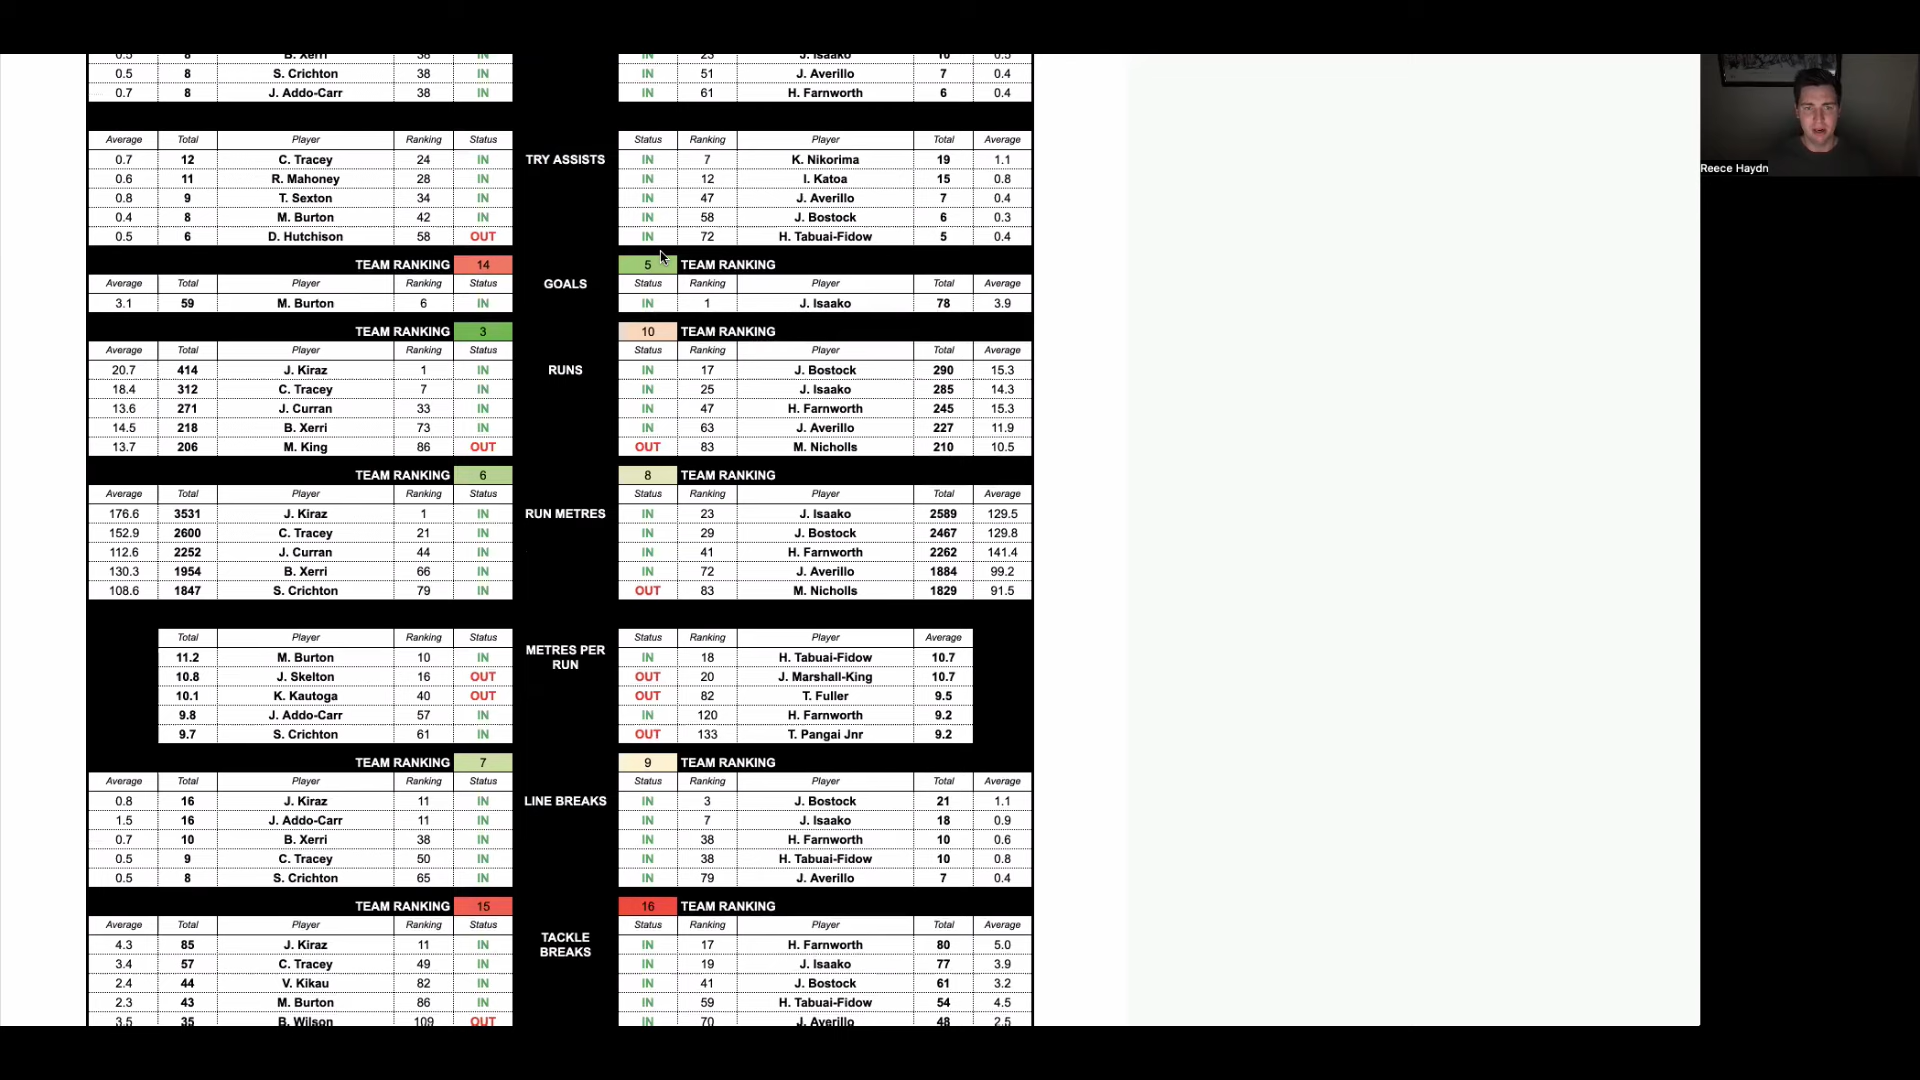 0.5 8 B. Xerri 38 IN IN 23 J. Isaako 10 0.5
0.5 8 S. Crichton 38 IN IN 51 J. Averillo 7 0.4
0.7 8 J. Addo-Carr 38 IN IN 61 H. Farnworth 6 0.4
Average Total Player Ranking Status Status Ranking Player Total Average
0.7 12 C. Tracey 24 IN TRY ASSISTS IN 7 K. Nikorima 19 1.1
0.6 11 R. Mahoney 28 IN IN 12 I. Katoa 15 0.8
0.8 9 T. Sexton 34 IN IN 47 J. Averillo 7 0.4
0.4 8 M. Burton 42 IN IN 58 J. Bostock 6 0.3
0.5 6 D. Hutchison 58 OUT IN 72 H. Tabuai-Fidow 5 0.4
TEAM RANKING 14 5 TEAM RANKING
Average Total Player Ranking Status GOALS Status Ranking Player Total Average
3.1 59 M. Burton 6 IN IN 1 J. Isaako 78 3.9
TEAM RANKING 3 10 TEAM RANKING
Average Total Player Ranking Status Status Ranking Player Total Average
20.7 414 J. Kiraz 1 IN RUNS IN 17 J. Bostock 290 15.3
18.4 312 C. Tracey 7 IN IN 25 J. Isaako 285 14.3
13.6 271 J. Curran 33 IN IN 47 H. Farnworth 245 15.3
14.5 218 B. Xerri 73 IN IN 63 J. Averillo 227 11.9
13.7 206 M. King 86 OUT OUT 83 M. Nicholls 210 10.5
TEAM RANKING 6 8 TEAM RANKING
Average Total Player Ranking Status Status Ranking Player Total Average
176.6 3531 J. Kiraz 1 IN RUN METRES IN 23 J. Isaako 2589 129.5
152.9 2600 C. Tracey 21 IN IN 29 J. Bostock 2467 129.8
112.6 2252 J. Curran 44 IN IN 41 H. Farnworth 2262 141.4
130.3 1954 B. Xerri 66 IN IN 72 J. Averillo 1884 99.2
108.6 1847 S. Crichton 79 IN OUT 83 M. Nicholls 1829 91.5
Total Player Ranking Status Status Ranking Player Average
11.2 M. Burton 10 IN METRES PER RUN IN 18 H. Tabuai-Fidow 10.7
10.8 J. Skelton 16 OUT OUT 20 J. Marshall-King 10.7
10.1 K. Kautoga 40 OUT OUT 82 T. Fuller 9.5
9.8 J. Addo-Carr 57 IN IN 120 H. Farnworth 9.2
9.7 S. Crichton 61 IN OUT 133 T. Pangai Jnr 9.2
TEAM RANKING 7 9 TEAM RANKING
Average Total Player Ranking Status Status Ranking Player Total Average
0.8 16 J. Kiraz 11 IN LINE BREAKS IN 3 J. Bostock 21 1.1
1.5 16 J. Addo-Carr 11 IN IN 7 J. Isaako 18 0.9
0.7 10 B. Xerri 38 IN IN 38 H. Farnworth 10 0.6
0.5 9 C. Tracey 50 IN IN 38 H. Tabuai-Fidow 10 0.8
0.5 8 S. Crichton 65 IN IN 79 J. Averillo 7 0.4
TEAM RANKING 15 16 TEAM RANKING
Average Total Player Ranking Status Status Ranking Player Total Average
4.3 85 J. Kiraz 11 IN TACKLE BREAKS IN 17 H. Farnworth 80 5.0
3.4 57 C. Tracey 49 IN IN 19 J. Isaako 77 3.9
2.4 44 V. Kikau 82 IN IN 41 J. Bostock 61 3.2
2.3 43 M. Burton 86 IN IN 59 H. Tabuai-Fidow 54 4.5
3.5 35 B. Wilson 109 OUT IN 70 J. Averillo 48 2.5
Reece Haydn